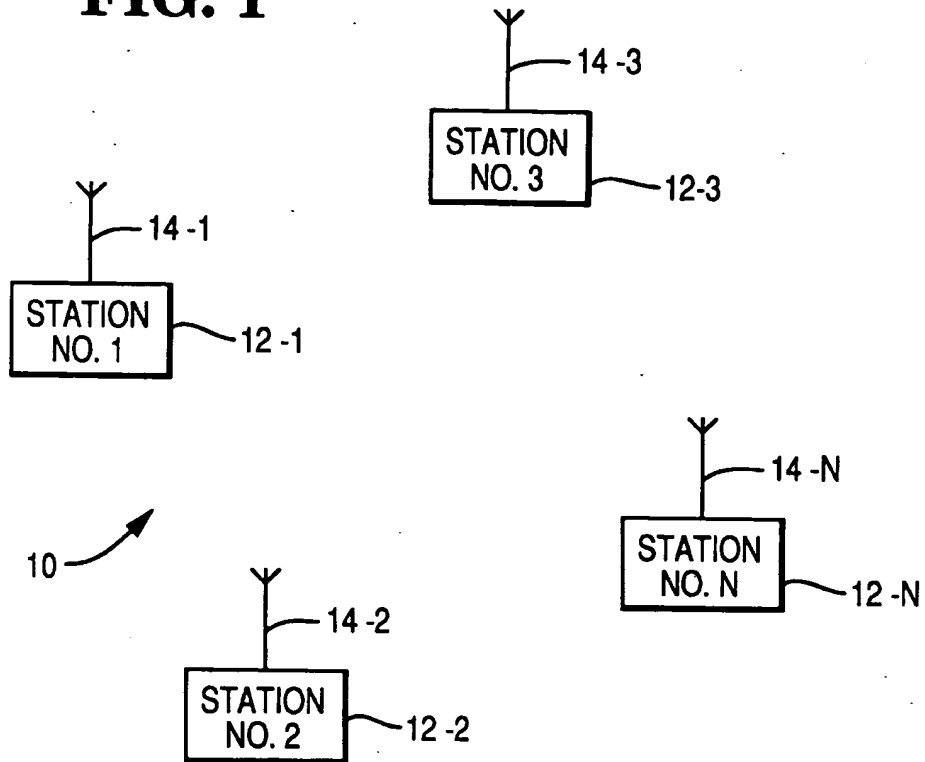 FIG. 1
14-3
STATION
NO. 3
12-3
14-1
STATION
NO. 1
12-1
14-N
STATION
NO. N
12-N
10
14-2
STATION
NO. 2
12-2